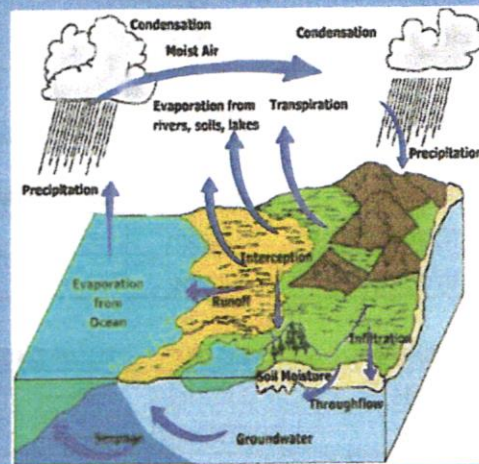 Condensation
Condensation
Moist Air
Evaporation from
rivers, soils, lakes
Transpiration
Precipitation
Precipitation
Interception
Evaporation
from
Ocean
Runoff
Infiltration
Soil Moisture
Throughflow
Seepage
Groundwater